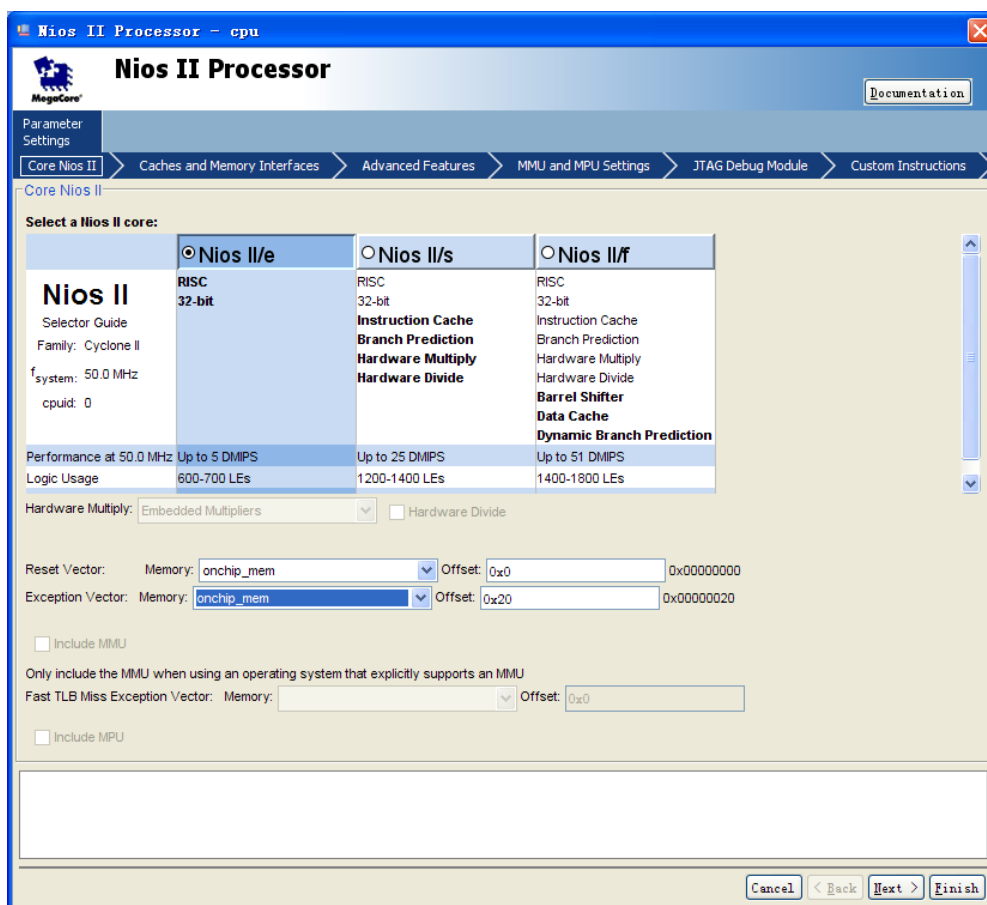 Nios II Processor - cpu
MegaCore®
Nios II Processor
Documentation
Parameter
Settings
Core Nios II
Caches and Memory Interfaces
Advanced Features
MMU and MPU Settings
JTAG Debug Module
Custom Instructions
Core Nios II
Select a Nios II core:
Nios II/e
Nios II/s
Nios II/f
Nios II
Selector Guide
Family: Cyclone II
fsystem: 50.0 MHz
cpuid: 0
RISC
32-bit
RISC
32-bit
Instruction Cache
Branch Prediction
Hardware Multiply
Hardware Divide
RISC
32-bit
Instruction Cache
Branch Prediction
Hardware Multiply
Hardware Divide
Barrel Shifter
Data Cache
Dynamic Branch Prediction
Performance at 50.0 MHz Up to 5 DMIPS Up to 25 DMIPS Up to 51 DMIPS
Logic Usage 600-700 LEs 1200-1400 LEs 1400-1800 LEs
Hardware Multiply: Embedded Multipliers Hardware Divide
Reset Vector: Memory: onchip_mem Offset: 0x0 0x00000000
Exception Vector: Memory: onchip_mem Offset: 0x20 0x00000020
Include MMU
Only include the MMU when using an operating system that explicitly supports an MMU
Fast TLB Miss Exception Vector: Memory: Offset: 0x0
Include MPU
Cancel < Back Next > Finish